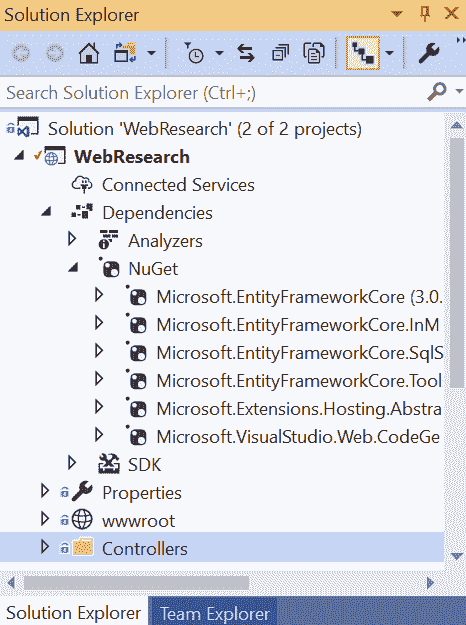 Solution Explorer
Search Solution Explorer (Ctrl+;)
Solution 'WebResearch' (2 of 2 projects)
WebResearch
Connected Services
Dependencies
Analyzers
NuGet
Microsoft.EntityFrameworkCore (3.0.
Microsoft.EntityFrameworkCore.InM
Microsoft.EntityFrameworkCore.SqlS
Microsoft.EntityFrameworkCore.Tool
Microsoft.Extensions.Hosting.Abstra
Microsoft.VisualStudio.Web.CodeGe
SDK
Properties
wwwroot
Controllers
Solution Explorer Team Explorer